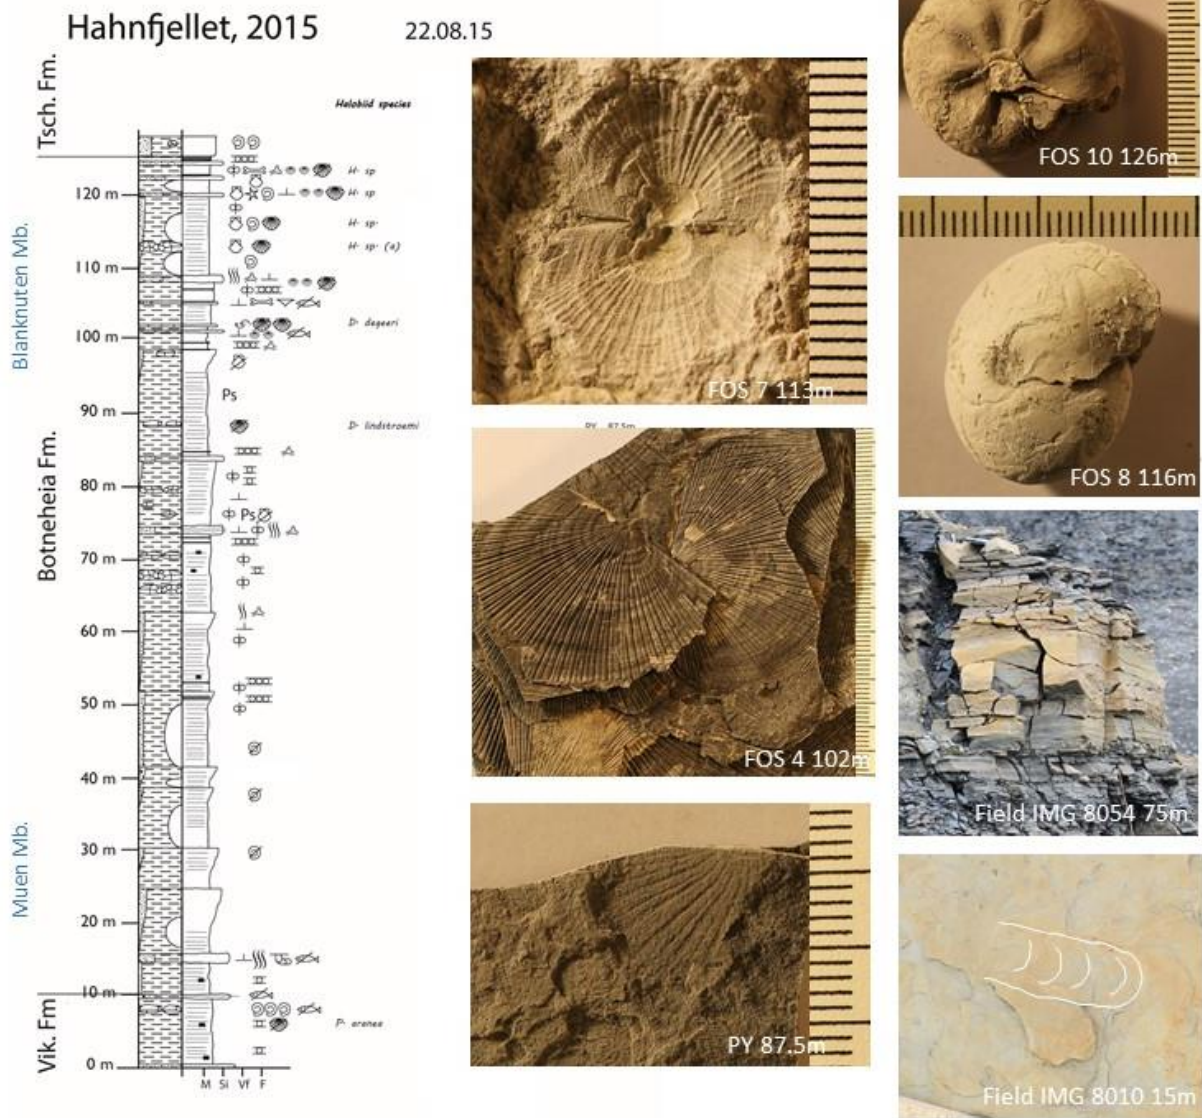 Hahnfjellet, 2015
22.08.15
Tsch. Fm.
Halobiid species
H. sp
120 m
H. sp
H. sp.
H. sp. (a)
110 m
Blanknuten Mb.
D. degeeri
100 m
Ps
90 m
D. lindstroemi
Botneheia Fm.
80 m
Ps
70 m
60 m
50 m
40 m
30 m
Muen Mb.
20 m
10 m
Vik. Fm
P. aranea
0 m
M Si Vf F
FOS 7 113m
PY 87.5m
FOS 4 102m
PY 87.5m
FOS 10 126m
FOS 8 116m
Field IMG 8054 75m
Field IMG 8010 15m